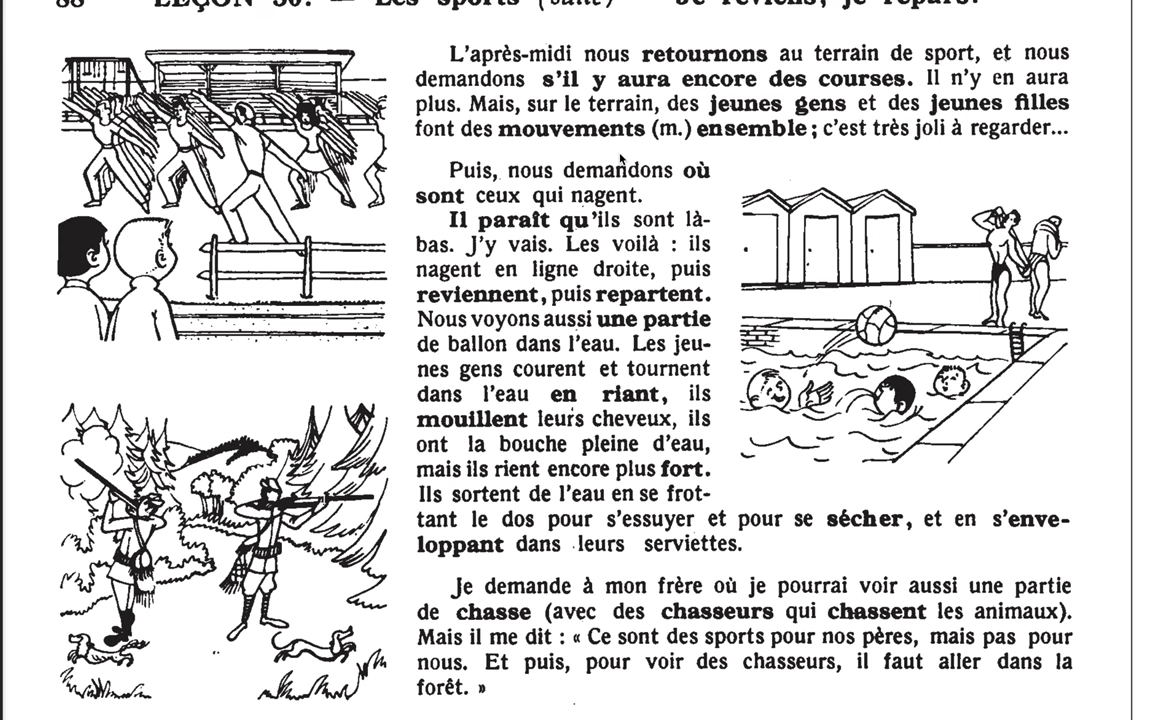 88 LEÇON 30. — Les sports (suite) Je reviens, je repars.
L'après-midi nous retournons au terrain de sport, et nous
demandons s'il y aura encore des courses. Il n'y en aura
plus. Mais, sur le terrain, des jeunes gens et des jeunes filles
font des mouvements (m.) ensemble ; c'est très joli à regarder...
Puis, nous demandons où
sont ceux qui nagent.
Il paraît qu'ils sont là-
bas. J'y vais. Les voilà : ils
nagent en ligne droite, puis
reviennent, puis repartent.
Nous voyons aussi une partie
de ballon dans l'eau. Les jeu-
nes gens courent et tournent
dans l'eau en riant, ils
mouillent leurs cheveux, ils
ont la bouche pleine d'eau,
mais ils rient encore plus fort.
Ils sortent de l'eau en se frot-
tant le dos pour s'essuyer et pour se sécher, et en s'enve-
loppant dans leurs serviettes.
Je demande à mon frère où je pourrai voir aussi une partie
de chasse (avec des chasseurs qui chassent les animaux).
Mais il me dit : « Ce sont des sports pour nos pères, mais pas pour
nous. Et puis, pour voir des chasseurs, il faut aller dans la
forêt. »